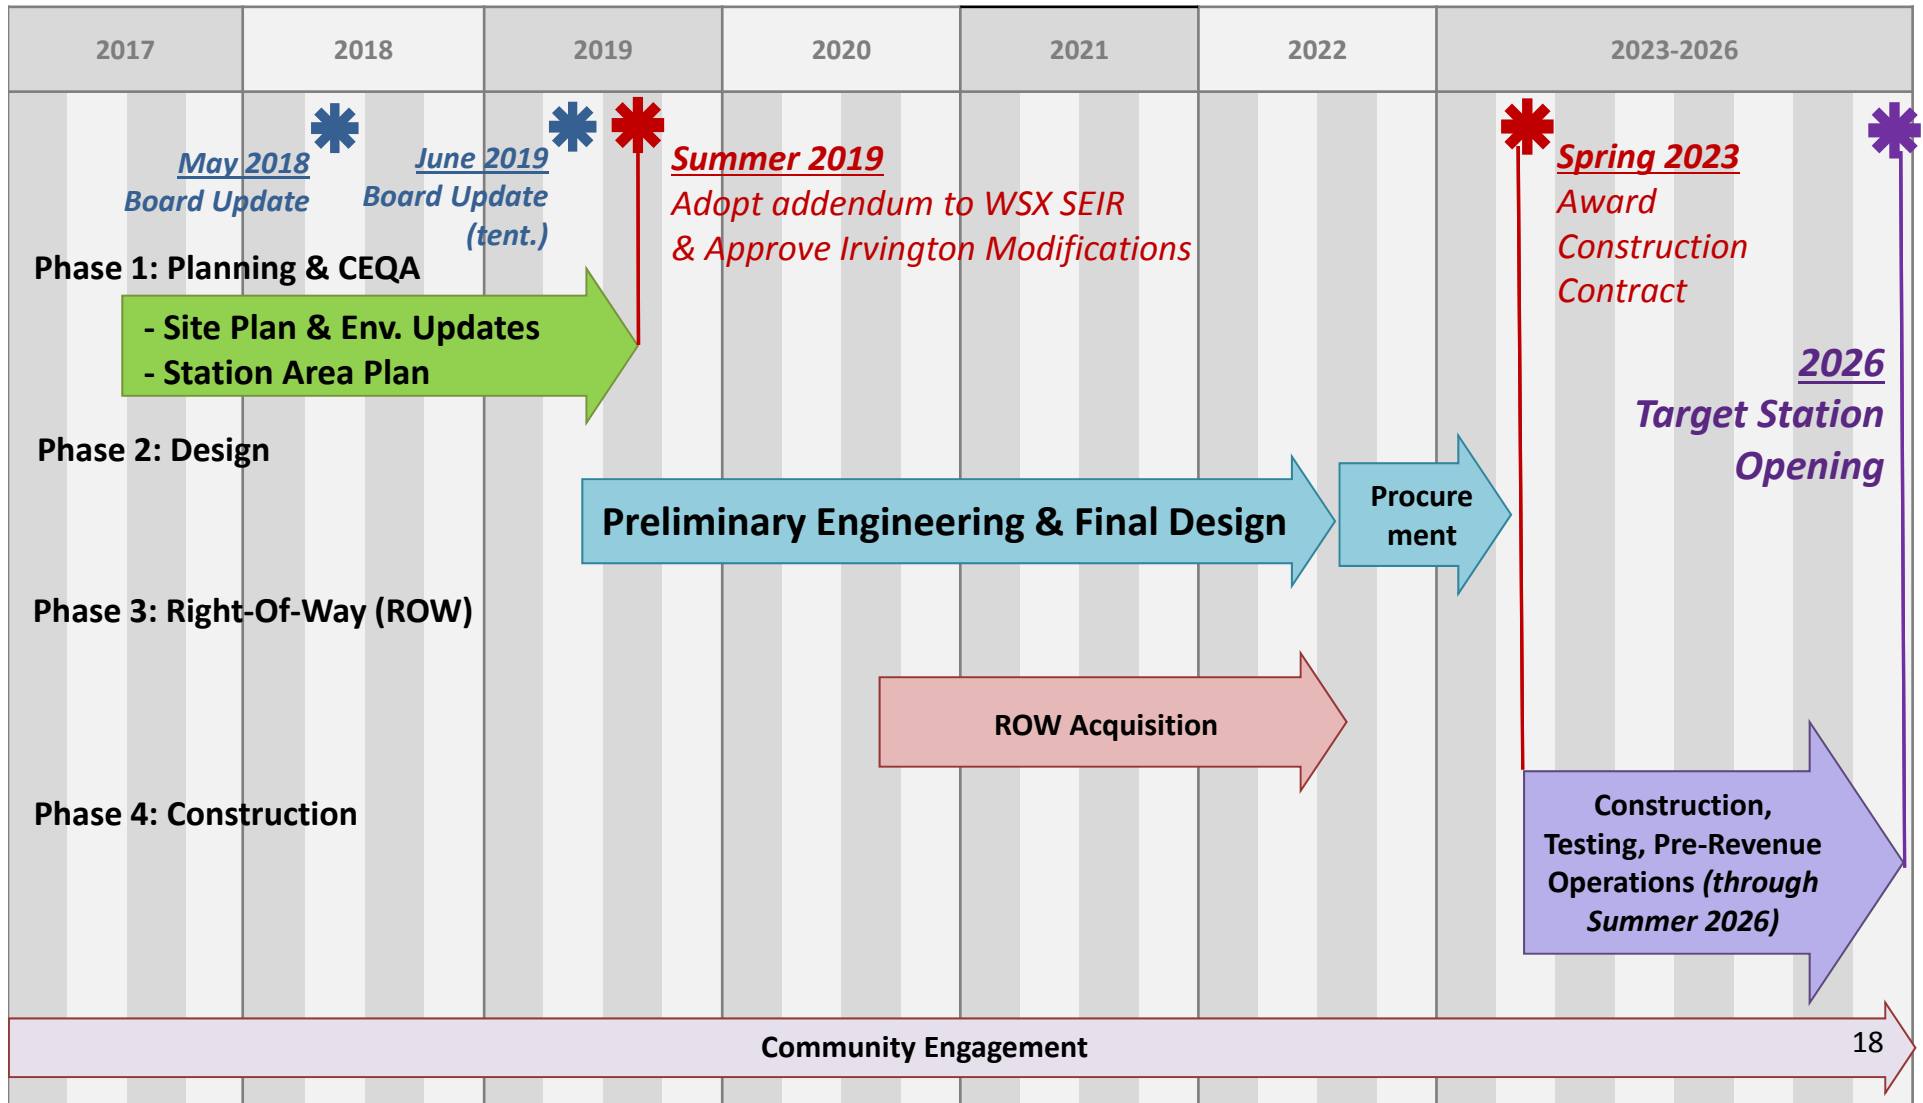 2017
2018
2019
2020
2021
2022
2023-2026
May 2018
Board Update
June 2019
Board Update
(tent.)
Summer 2019
Adopt addendum to WSX SEIR
& Approve Irvington Modifications
Spring 2023
Award
Construction
Contract
2026
Target Station
Opening
Phase 1: Planning & CEQA
- Site Plan & Env. Updates
- Station Area Plan
Phase 2: Design
Preliminary Engineering & Final Design
Procure
ment
Phase 3: Right-Of-Way (ROW)
ROW Acquisition
Phase 4: Construction
Construction,
Testing, Pre-Revenue
Operations (through
Summer 2026)
Community Engagement
18